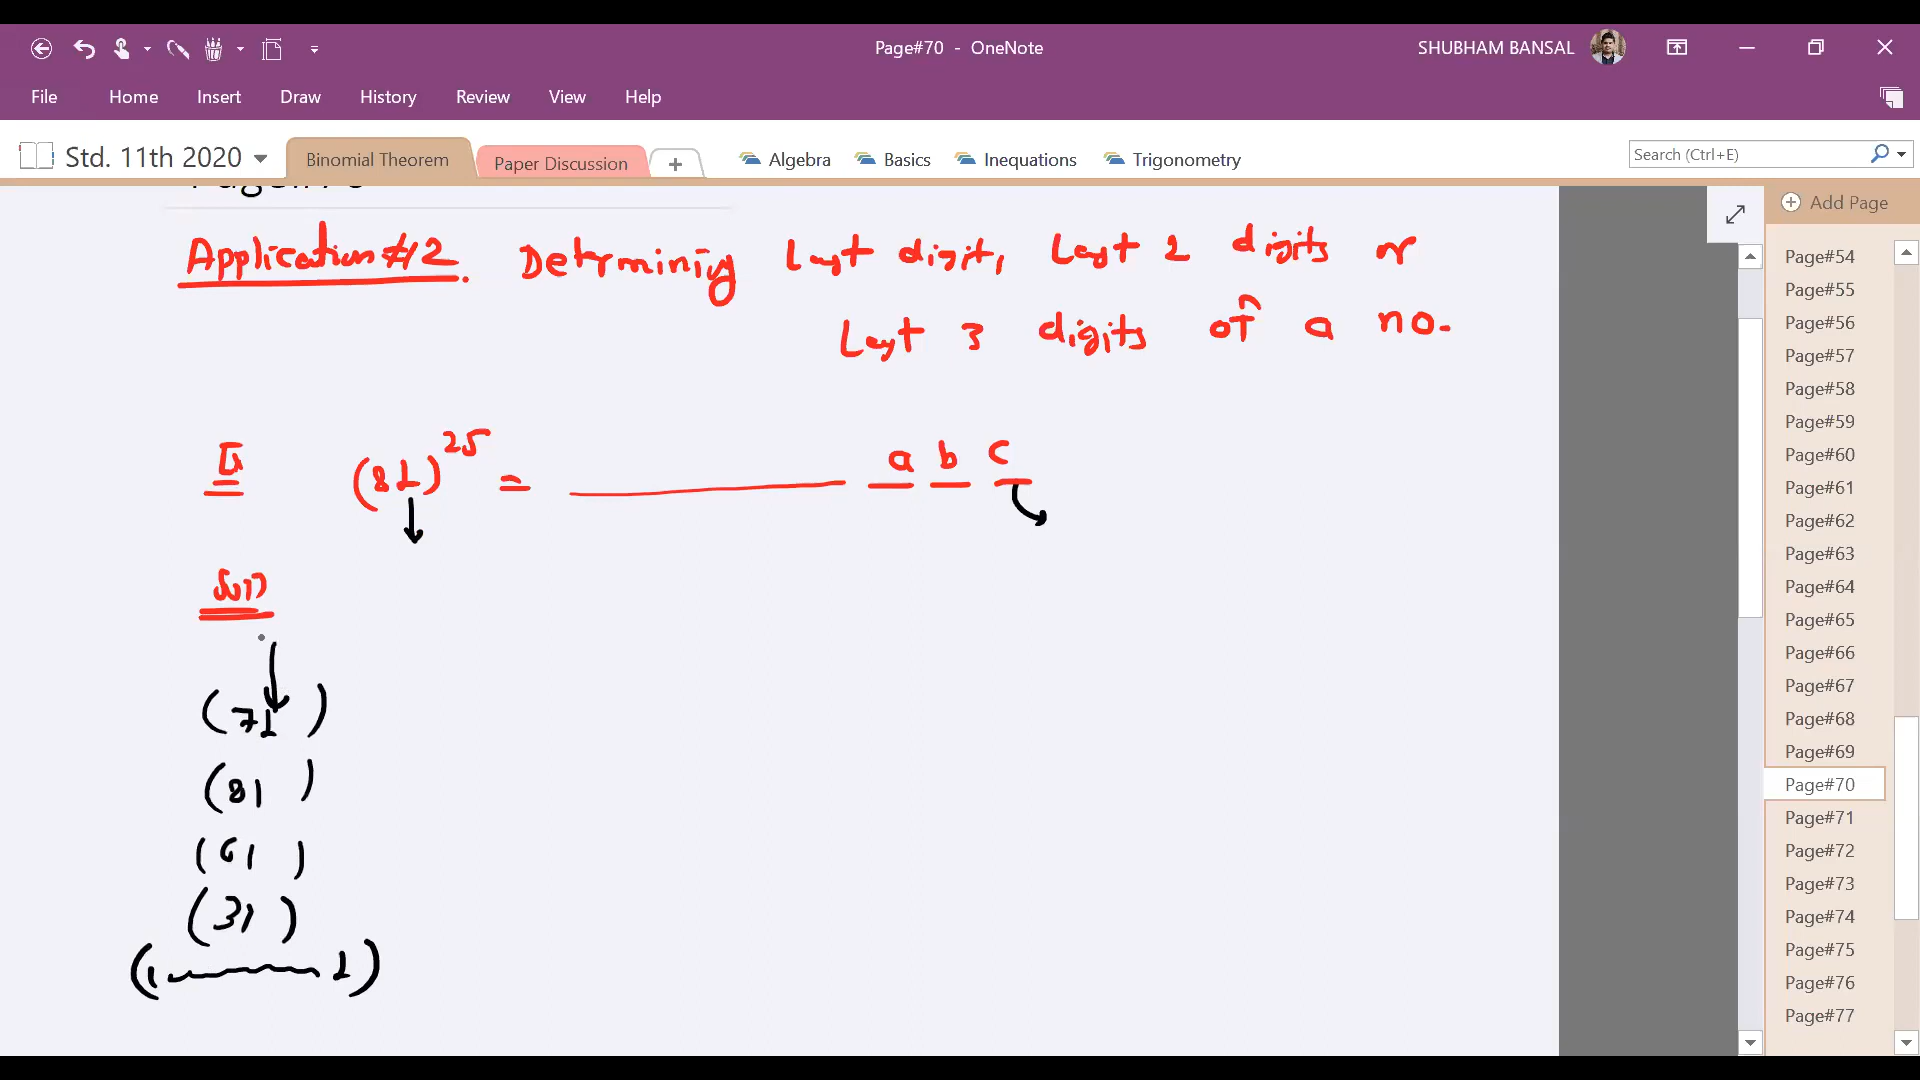 Page#70 - OneNote
SHUBHAM BANSAL
File Home Insert Draw History Review View Help
Std. 11th 2020 Binomial Theorem Paper Discussion + Algebra Basics Inequations Trigonometry Search (Ctrl+E)
Application #2. Determining Last digit, Last 2 digits or
Last 3 digits of a no.
(81)^25 = a b c
Soln
(71 )
(81 )
(61 )
(31 )
( 1)
Add Page
Page#54
Page#55
Page#56
Page#57
Page#58
Page#59
Page#60
Page#61
Page#62
Page#63
Page#64
Page#65
Page#66
Page#67
Page#68
Page#69
Page#70
Page#71
Page#72
Page#73
Page#74
Page#75
Page#76
Page#77